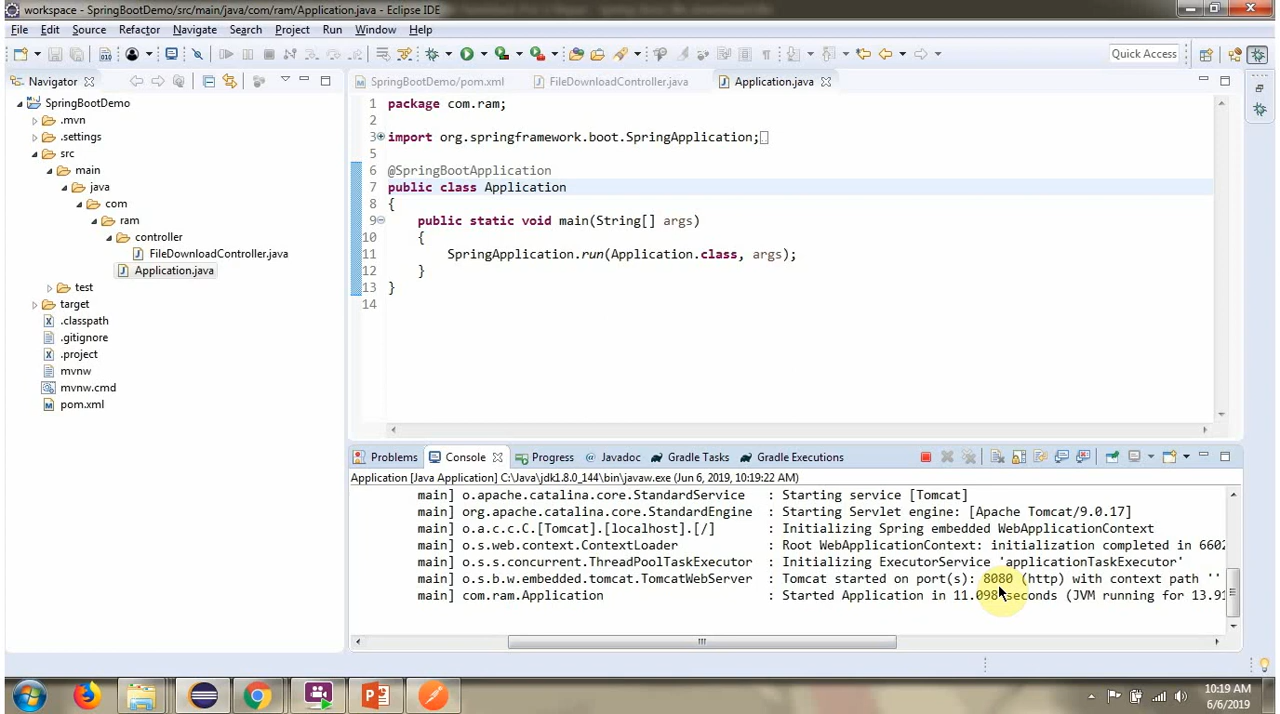 workspace - SpringBootDemo/src/main/java/com/ram/Application.java - Eclipse IDE
File Edit Source Refactor Navigate Search Project Run Window Help
Quick Access
Navigator
SpringBootDemo
.mvn
.settings
src
main
java
com
ram
controller
FileDownloadController.java
Application.java
test
target
.classpath
.gitignore
.project
mvnw
mvnw.cmd
pom.xml
SpringBootDemo/pom.xml FileDownloadController.java Application.java
1 package com.ram;
2
3 import org.springframework.boot.SpringApplication;
5
6 @SpringBootApplication
7 public class Application
8 {
9 public static void main(String[] args)
10 {
11 SpringApplication.run(Application.class, args);
12 }
13 }
14
Problems Console Progress Javadoc Gradle Tasks Gradle Executions
Application [Java Application] C:\Java\jdk1.8.0_144\bin\javaw.exe (Jun 6, 2019, 10:19:22 AM)
main] o.apache.catalina.core.StandardService : Starting service [Tomcat]
main] org.apache.catalina.core.StandardEngine : Starting Servlet engine: [Apache Tomcat/9.0.17]
main] o.a.c.c.C.[Tomcat].[localhost].[/] : Initializing Spring embedded WebApplicationContext
main] o.s.web.context.ContextLoader : Root WebApplicationContext: initialization completed in 6602
main] o.s.s.concurrent.ThreadPoolTaskExecutor : Initializing ExecutorService 'applicationTaskExecutor'
main] o.s.b.w.embedded.tomcat.TomcatWebServer : Tomcat started on port(s): 8080 (http) with context path ''
main] com.ram.Application : Started Application in 11.098 seconds (JVM running for 13.91
10:19 AM
6/6/2019